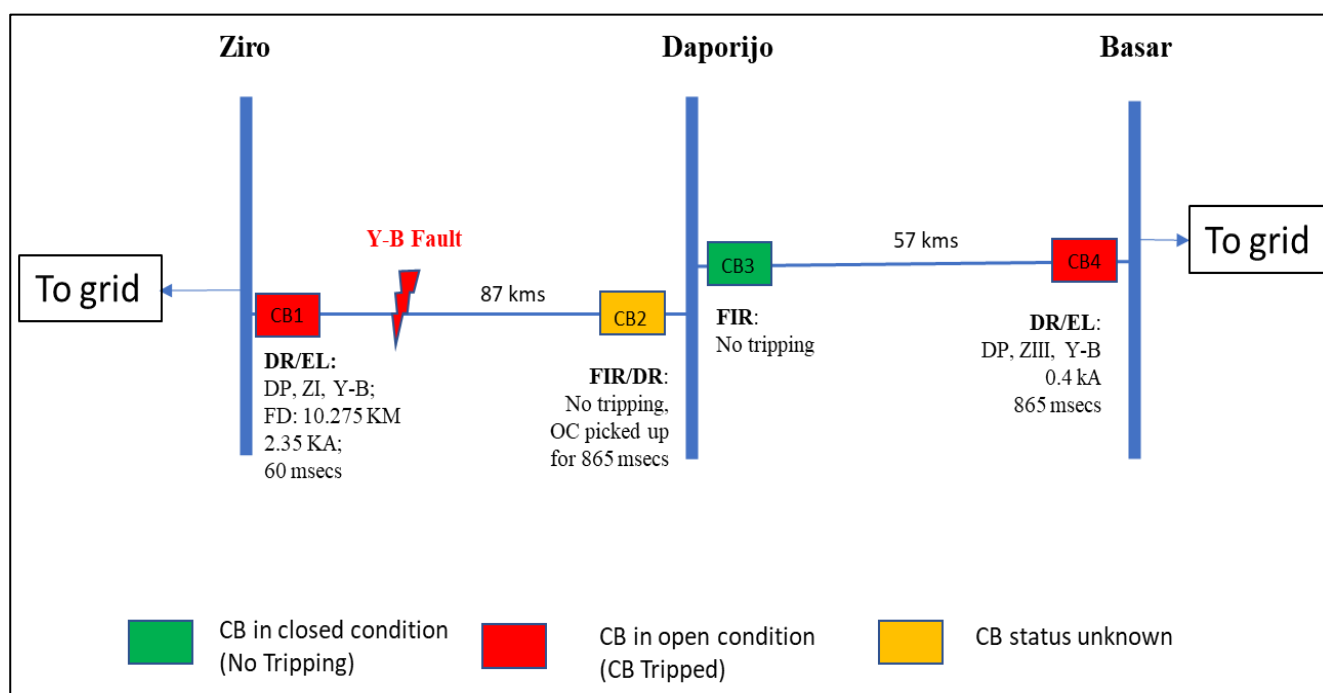 Ziro
Daporijo
Basar
Y-B Fault
57 kms
To grid
To grid
87 kms
CB1
CB2
CB3
CB4
DR/EL:
DP, ZI, Y-B;
FD: 10.275 KM
2.35 KA;
60 msecs
FIR/DR:
No tripping,
OC picked up
for 865 msecs
FIR:
No tripping
DR/EL:
DP, ZIII, Y-B
0.4 kA
865 msecs
CB in closed condition
(No Tripping)
CB in open condition
(CB Tripped)
CB status unknown